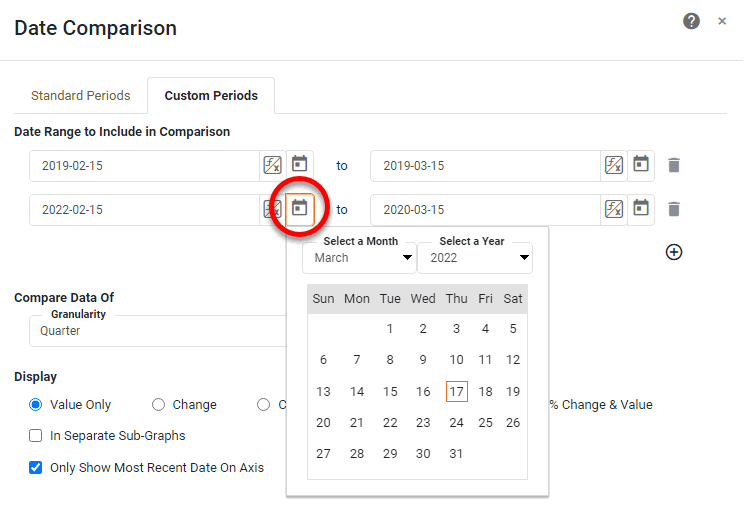 Date Comparison
Standard Periods Custom Periods
Date Range to Include in Comparison
2019-02-15 to 2019-03-15
2022-02-15 to 2020-03-15
Select a Month Select a Year
March 2022
Sun Mon Tue Wed Thu Fri Sat
1 2 3 4 5
6 7 8 9 10 11 12
13 14 15 16 17 18 19
20 21 22 23 24 25 26
27 28 29 30 31
Compare Data Of
Granularity
Quarter
Display
Value Only Change C % Change & Value
In Separate Sub-Graphs
Only Show Most Recent Date On Axis